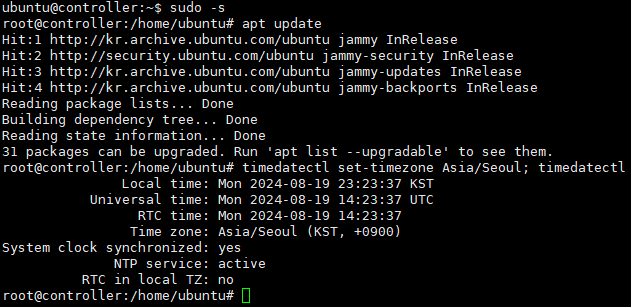 ubuntu@controller:~$ sudo -s
root@controller:/home/ubuntu# apt update
Hit:1 http://kr.archive.ubuntu.com/ubuntu jammy InRelease
Hit:2 http://security.ubuntu.com/ubuntu jammy-security InRelease
Hit:3 http://kr.archive.ubuntu.com/ubuntu jammy-updates InRelease
Hit:4 http://kr.archive.ubuntu.com/ubuntu jammy-backports InRelease
Reading package lists... Done
Building dependency tree... Done
Reading state information... Done
31 packages can be upgraded. Run 'apt list --upgradable' to see them.
root@controller:/home/ubuntu# timedatectl set-timezone Asia/Seoul; timedatectl
Local time: Mon 2024-08-19 23:23:37 KST
Universal time: Mon 2024-08-19 14:23:37 UTC
RTC time: Mon 2024-08-19 14:23:37
Time zone: Asia/Seoul (KST, +0900)
System clock synchronized: yes
NTP service: active
RTC in local TZ: no
root@controller:/home/ubuntu#